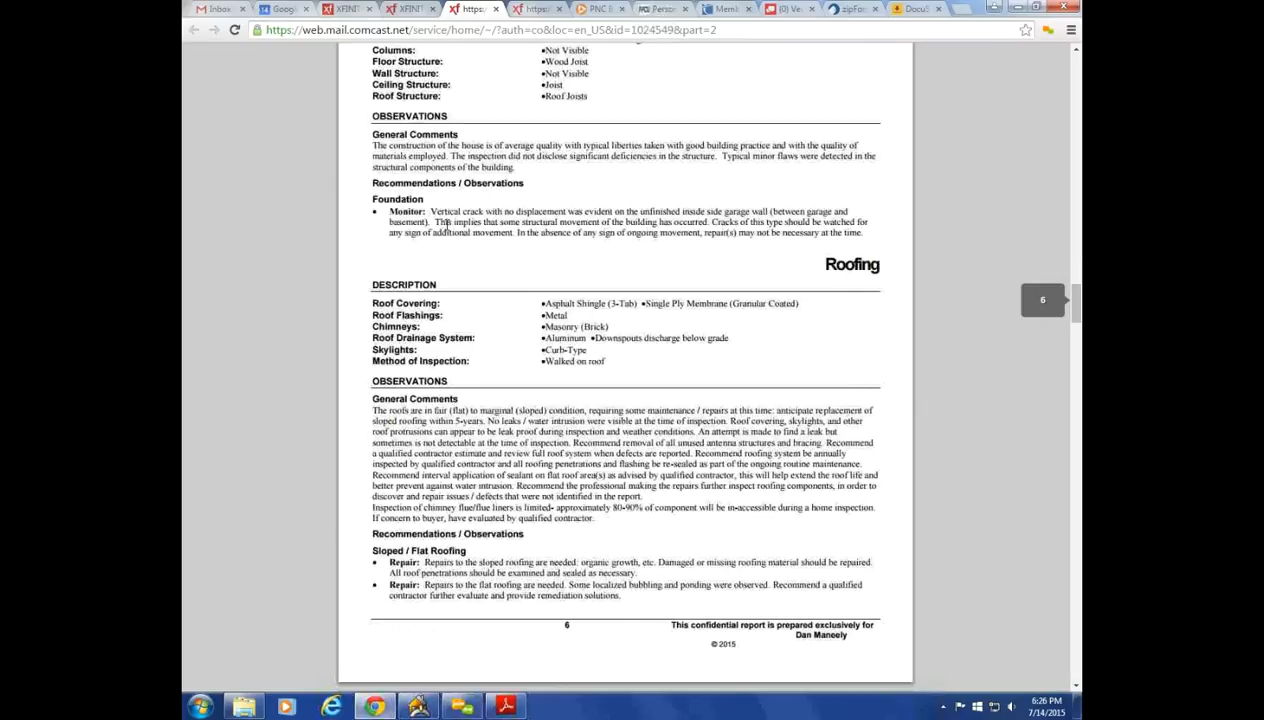 Inbox
Googl
XFINIT
XFINIT
https:
https:
PNC B
Persor
Memb
(0) Ve
zipFor
DocuS
https://web.mail.comcast.net/service/home/~/?auth=co&loc=en_US&id=1024549&part=2
Columns: •Not Visible
Floor Structure: •Wood Joist
Wall Structure: •Not Visible
Ceiling Structure: •Joist
Roof Structure: •Roof Joists
OBSERVATIONS
General Comments
The construction of the house is of average quality with typical liberties taken with good building practice and with the quality of
materials employed. The inspection did not disclose significant deficiencies in the structure. Typical minor flaws were detected in the
structural components of the building.
Recommendations / Observations
Foundation
• Monitor: Vertical crack with no displacement was evident on the unfinished inside side garage wall (between garage and
basement). This implies that some structural movement of the building has occurred. Cracks of this type should be watched for
any sign of additional movement. In the absence of any sign of ongoing movement, repair(s) may not be necessary at the time.
Roofing
DESCRIPTION
Roof Covering: •Asphalt Shingle (3-Tab) •Single Ply Membrane (Granular Coated)
Roof Flashings: •Metal
Chimneys: •Masonry (Brick)
Roof Drainage System: •Aluminum •Downspouts discharge below grade
Skylights: •Curb-Type
Method of Inspection: •Walked on roof
6
OBSERVATIONS
General Comments
The roofs are in fair (flat) to marginal (sloped) condition, requiring some maintenance / repairs at this time: anticipate replacement of
sloped roofing within 5-years. No leaks / water intrusion were visible at the time of inspection. Roof covering, skylights, and other
roof protrusions can appear to be leak proof during inspection and weather conditions. An attempt is made to find a leak but
sometimes is not detectable at the time of inspection. Recommend removal of all unused antenna structures and bracing. Recommend
a qualified contractor estimate and review full roof system when defects are reported. Recommend roofing system be annually
inspected by qualified contractor and all roofing penetrations and flashing be re-sealed as part of the ongoing routine maintenance.
Recommend interval application of sealant on flat roof area(s) as advised by qualified contractor, this will help extend the roof life and
better prevent against water intrusion. Recommend the professional making the repairs further inspect roofing components, in order to
discover and repair issues / defects that were not identified in the report.
Inspection of chimney flue/flue liners is limited- approximately 80-90% of component will be in-accessible during a home inspection.
If concern to buyer, have evaluated by qualified contractor.
Recommendations / Observations
Sloped / Flat Roofing
• Repair: Repairs to the sloped roofing are needed: organic growth, etc. Damaged or missing roofing material should be repaired.
All roof penetrations should be examined and sealed as necessary.
• Repair: Repairs to the flat roofing are needed. Some localized bubbling and ponding were observed. Recommend a qualified
contractor further evaluate and provide remediation solutions.
6 This confidential report is prepared exclusively for
Dan Maneely
© 2015
6:26 PM
7/14/2015